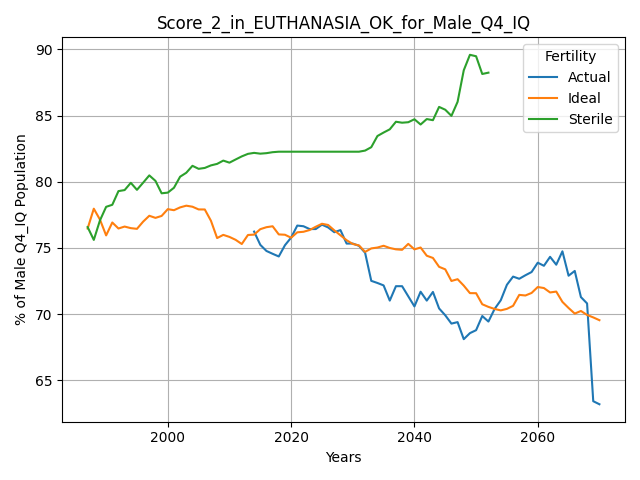 Score_2_in_EUTHANASIA_OK_for_Male_Q4_IQ
% of Male Q4_IQ Population
90
85
80
75
70
65
Fertility
Actual
Ideal
Sterile
2000
2020
2040
2060
Years